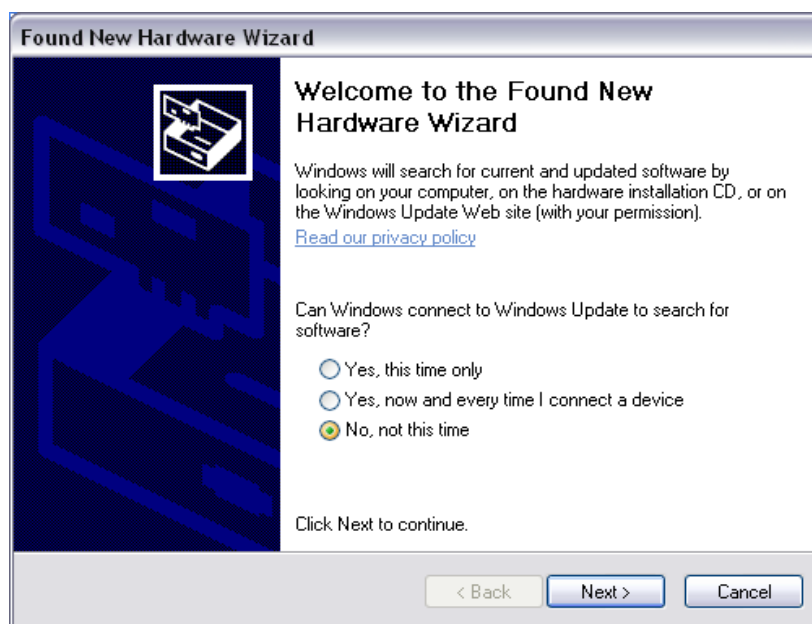 Found New Hardware Wizard
Welcome to the Found New
Hardware Wizard
Windows will search for current and updated software by
looking on your computer, on the hardware installation CD, or on
the Windows Update Web site (with your permission).
Read our privacy policy
Can Windows connect to Windows Update to search for
software?
Yes, this time only
Yes, now and every time I connect a device
No, not this time
Click Next to continue.
< Back Next > Cancel